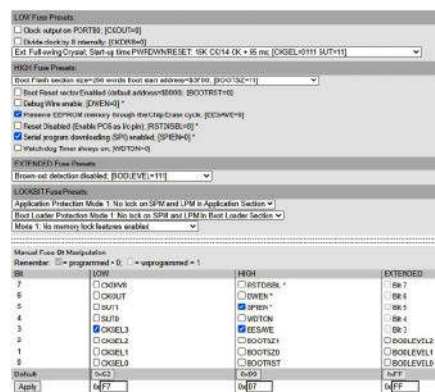 LOW Fuse Presets:
Clock output on PORTB0; [CKOUT=0]
Divide clock by 8 internally; [CKDIV8=0]
Ext. Full-swing Crystal; Start-up time PWRDWN/RESET: 16K CK/14 CK + 65 ms; [CKSEL=0111 SUT=11]
HIGH Fuse Presets:
Boot Flash section size=256 words Boot start address=$3F00; [BOOTSZ=11]
Boot Reset vector Enabled (default address=$0000); [BOOTRST=0]
Debug Wire enable; [DWEN=0] *
Preserve EEPROM memory through the Chip Erase cycle; [EESAVE=0]
Reset Disabled (Enable PC6 as i/o pin); [RSTDISBL=0] *
Serial program downloading (SPI) enabled; [SPIEN=0] *
Watch-dog Timer always on; [WDTON=0]
EXTENDED Fuse Presets
Brown-out detection disabled; [BODLEVEL=111]
LOCKBIT Fuse Presets:
Application Protection Mode 1: No lock on SPM and LPM in Application Section
Boot Loader Protection Mode 1: No lock on SPM and LPM in Boot Loader Section
Mode 1: No memory lock features enabled
Manual Fuse Bit Manipulation
Remember: = programmed = 0; = unprogrammed = 1
Bit LOW HIGH EXTENDED
7 CKDIV8 RSTDISBL * Bit 7
6 CKOUT DWEN * Bit 6
5 SUT1 SPIEN * Bit 5
4 SUT0 WDTON Bit 4
3 CKSEL3 EESAVE Bit 3
2 CKSEL2 BOOTSZ1 BODLEVEL2
1 CKSEL1 BOOTSZ0 BODLEVEL1
0 CKSEL0 BOOTRST BODLEVEL0
Default 0xFF
Apply 0x F7 0x D7 0x FF